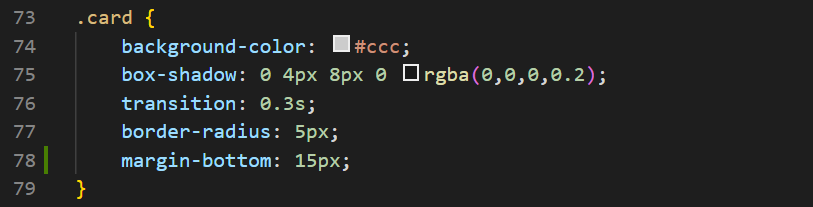 73 .card {
74 background-color: #ccc;
75 box-shadow: 0 4px 8px 0 rgba(0,0,0,0.2);
76 transition: 0.3s;
77 border-radius: 5px;
78 margin-bottom: 15px;
79 }